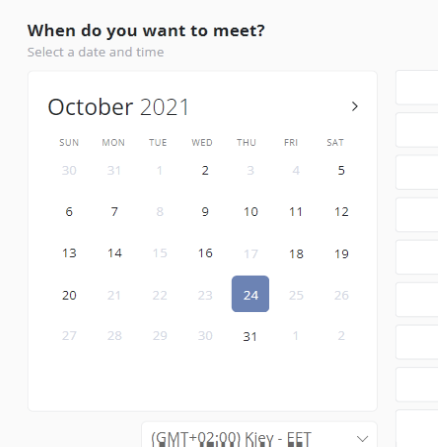 When do you want to meet?
Select a date and time
October 2021
SUN MON TUE WED THU FRI SAT
30 31 1 2 3 4 5
6 7 8 9 10 11 12
13 14 15 16 17 18 19
20 21 22 23 24 25 26
27 28 29 30 31 1 2
(GMT+02:00) Kiev - EET